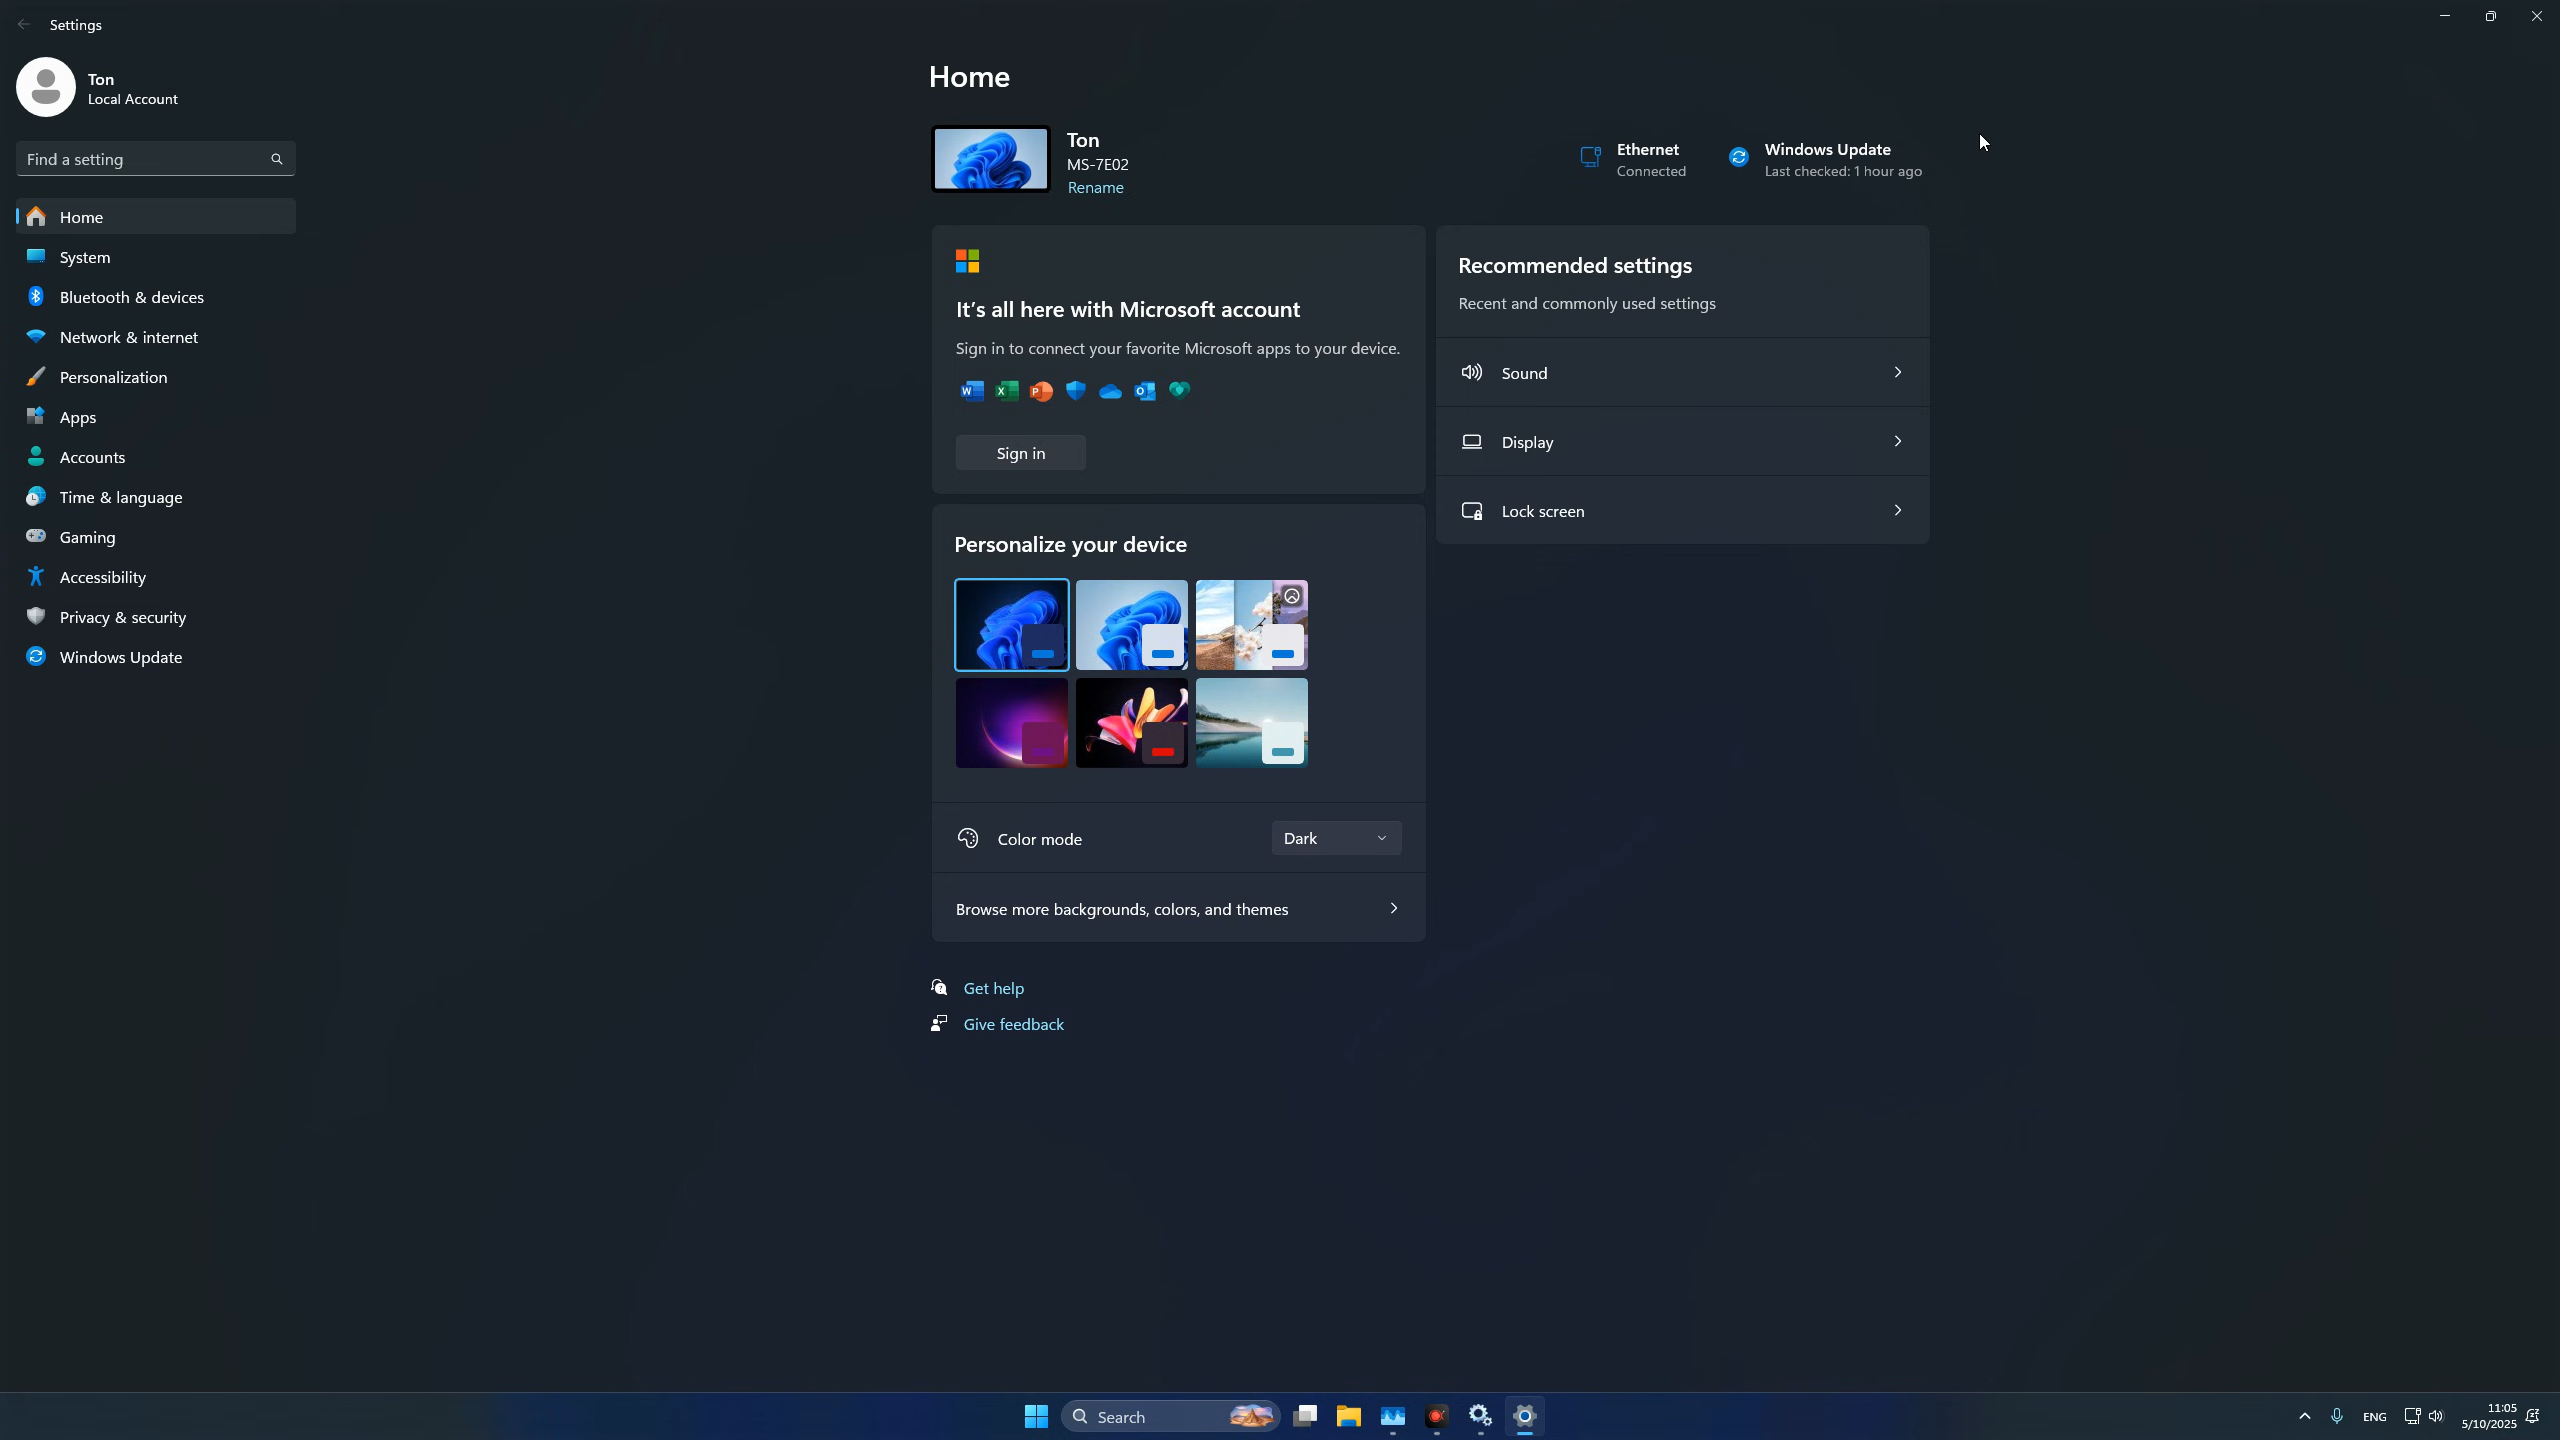 Settings
Ton
Local Account
Find a setting
Home
System
Bluetooth & devices
Network & internet
Personalization
Apps
Accounts
Time & language
Gaming
Accessibility
Privacy & security
Windows Update
Home
Ton
MS-7E02
Rename
Ethernet
Connected
Windows Update
Last checked: 1 hour ago
It's all here with Microsoft account
Sign in to connect your favorite Microsoft apps to your device.
Sign in
Recommended settings
Recent and commonly used settings
Sound
Display
Lock screen
Personalize your device
Color mode
Dark
Browse more backgrounds, colors, and themes
Get help
Give feedback
Search
ENG
11:05
5/10/2025